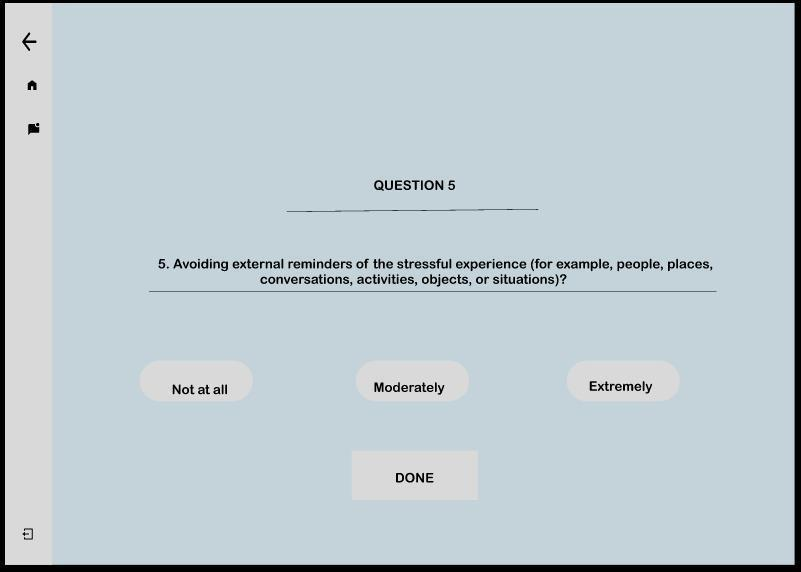 QUESTION 5
5. Avoiding external reminders of the stressful experience (for example, people, places,
conversations, activities, objects, or situations)?
Not at all
Moderately
Extremely
DONE